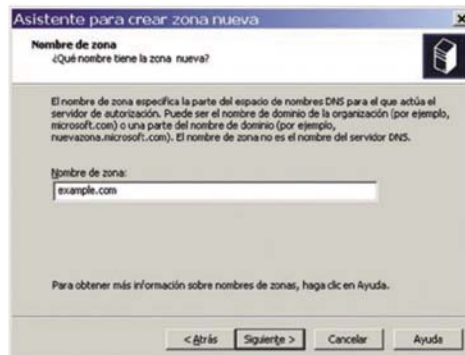 Asistente para crear zona nueva
Nombre de zona
¿Qué nombre tiene la zona nueva?
El nombre de zona especifica la parte del espacio de nombres DNS para el que actúa el
servidor de autorización. Puede ser el nombre de dominio de la organización (por ejemplo,
microsoft.com) o una parte del nombre de dominio (por ejemplo,
nuevazona.microsoft.com). El nombre de zona no es el nombre del servidor DNS.
Nombre de zona:
example.com
Para obtener más información sobre nombres de zonas, haga clic en Ayuda.
< Atrás Siguiente > Cancelar Ayuda